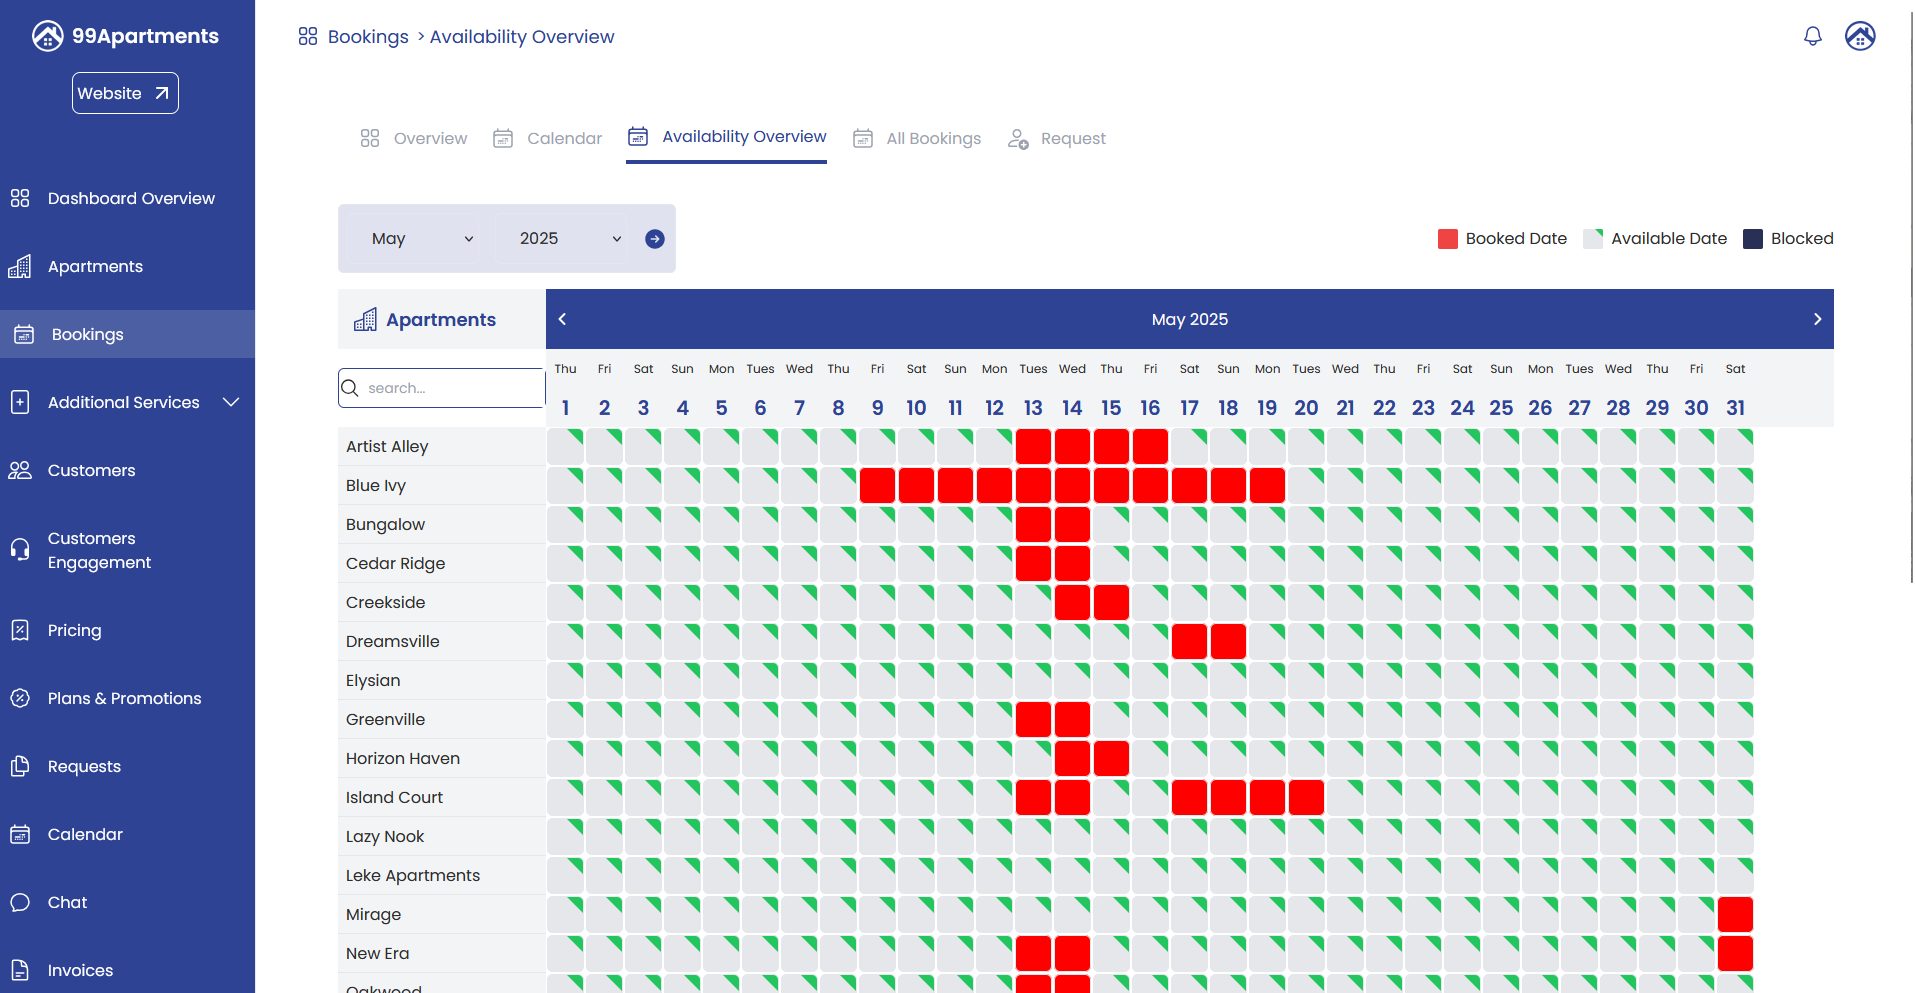 99Apartments
Website
Dashboard Overview
Apartments
Bookings
Additional Services
Customers
Customers
Engagement
Pricing
Plans & Promotions
Requests
Calendar
Chat
Invoices
Bookings > Availability Overview
Overview Calendar Availability Overview All Bookings Request
May 2025
Booked Date Available Date Blocked
Apartments
May 2025
search...
Thu Fri Sat Sun Mon Tues Wed Thu Fri Sat Sun Mon Tues Wed Thu Fri Sat Sun Mon Tues Wed Thu Fri Sat Sun Mon Tues Wed Thu Fri Sat
1 2 3 4 5 6 7 8 9 10 11 12 13 14 15 16 17 18 19 20 21 22 23 24 25 26 27 28 29 30 31
Artist Alley
Blue Ivy
Bungalow
Cedar Ridge
Creekside
Dreamsville
Elysian
Greenville
Horizon Haven
Island Court
Lazy Nook
Leke Apartments
Mirage
New Era
Oakwood